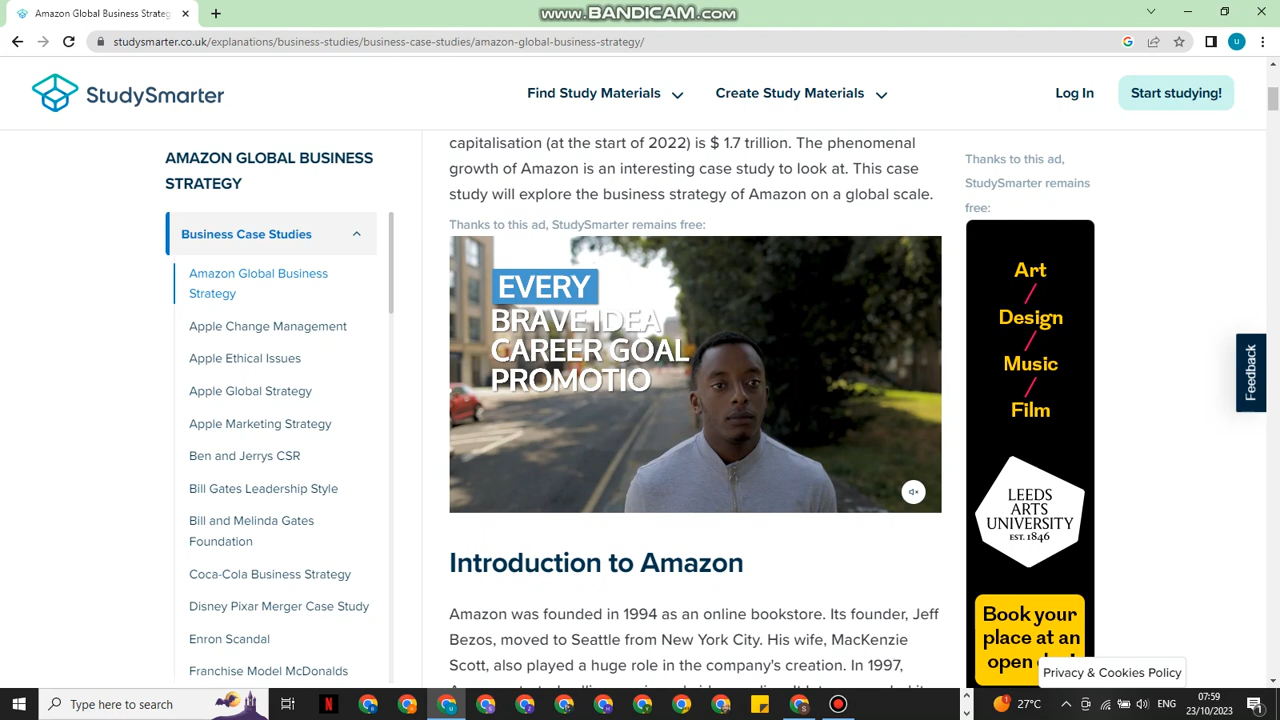 Amazon Global Business Strateg
www.BANDICAM.com
studysmarter.co.uk/explanations/business-studies/business-case-studies/amazon-global-business-strategy/
U
StudySmarter
Find Study Materials
Create Study Materials
Log In
Start studying!
AMAZON GLOBAL BUSINESS
STRATEGY
Business Case Studies
Amazon Global Business
Strategy
Apple Change Management
Apple Ethical Issues
Apple Global Strategy
Apple Marketing Strategy
Ben and Jerrys CSR
Bill Gates Leadership Style
Bill and Melinda Gates
Foundation
Coca-Cola Business Strategy
Disney Pixar Merger Case Study
Enron Scandal
Franchise Model McDonalds
capitalisation (at the start of 2022) is $ 1.7 trillion. The phenomenal
growth of Amazon is an interesting case study to look at. This case
study will explore the business strategy of Amazon on a global scale.
Thanks to this ad, StudySmarter remains free:
EVERY
BRAVE IDEA
CAREER GOAL
PROMOTIO
Introduction to Amazon
Amazon was founded in 1994 as an online bookstore. Its founder, Jeff
Bezos, moved to Seattle from New York City. His wife, MacKenzie
Scott, also played a huge role in the company's creation. In 1997,
Thanks to this ad,
StudySmarter remains
free:
Art
Design
Music
Film
LEEDS
ARTS
UNIVERSITY
EST. 1846
Book your
place at an
open
Feedback
Privacy & Cookies Policy
Type here to search
27°C
ENG
07:59
23/10/2023